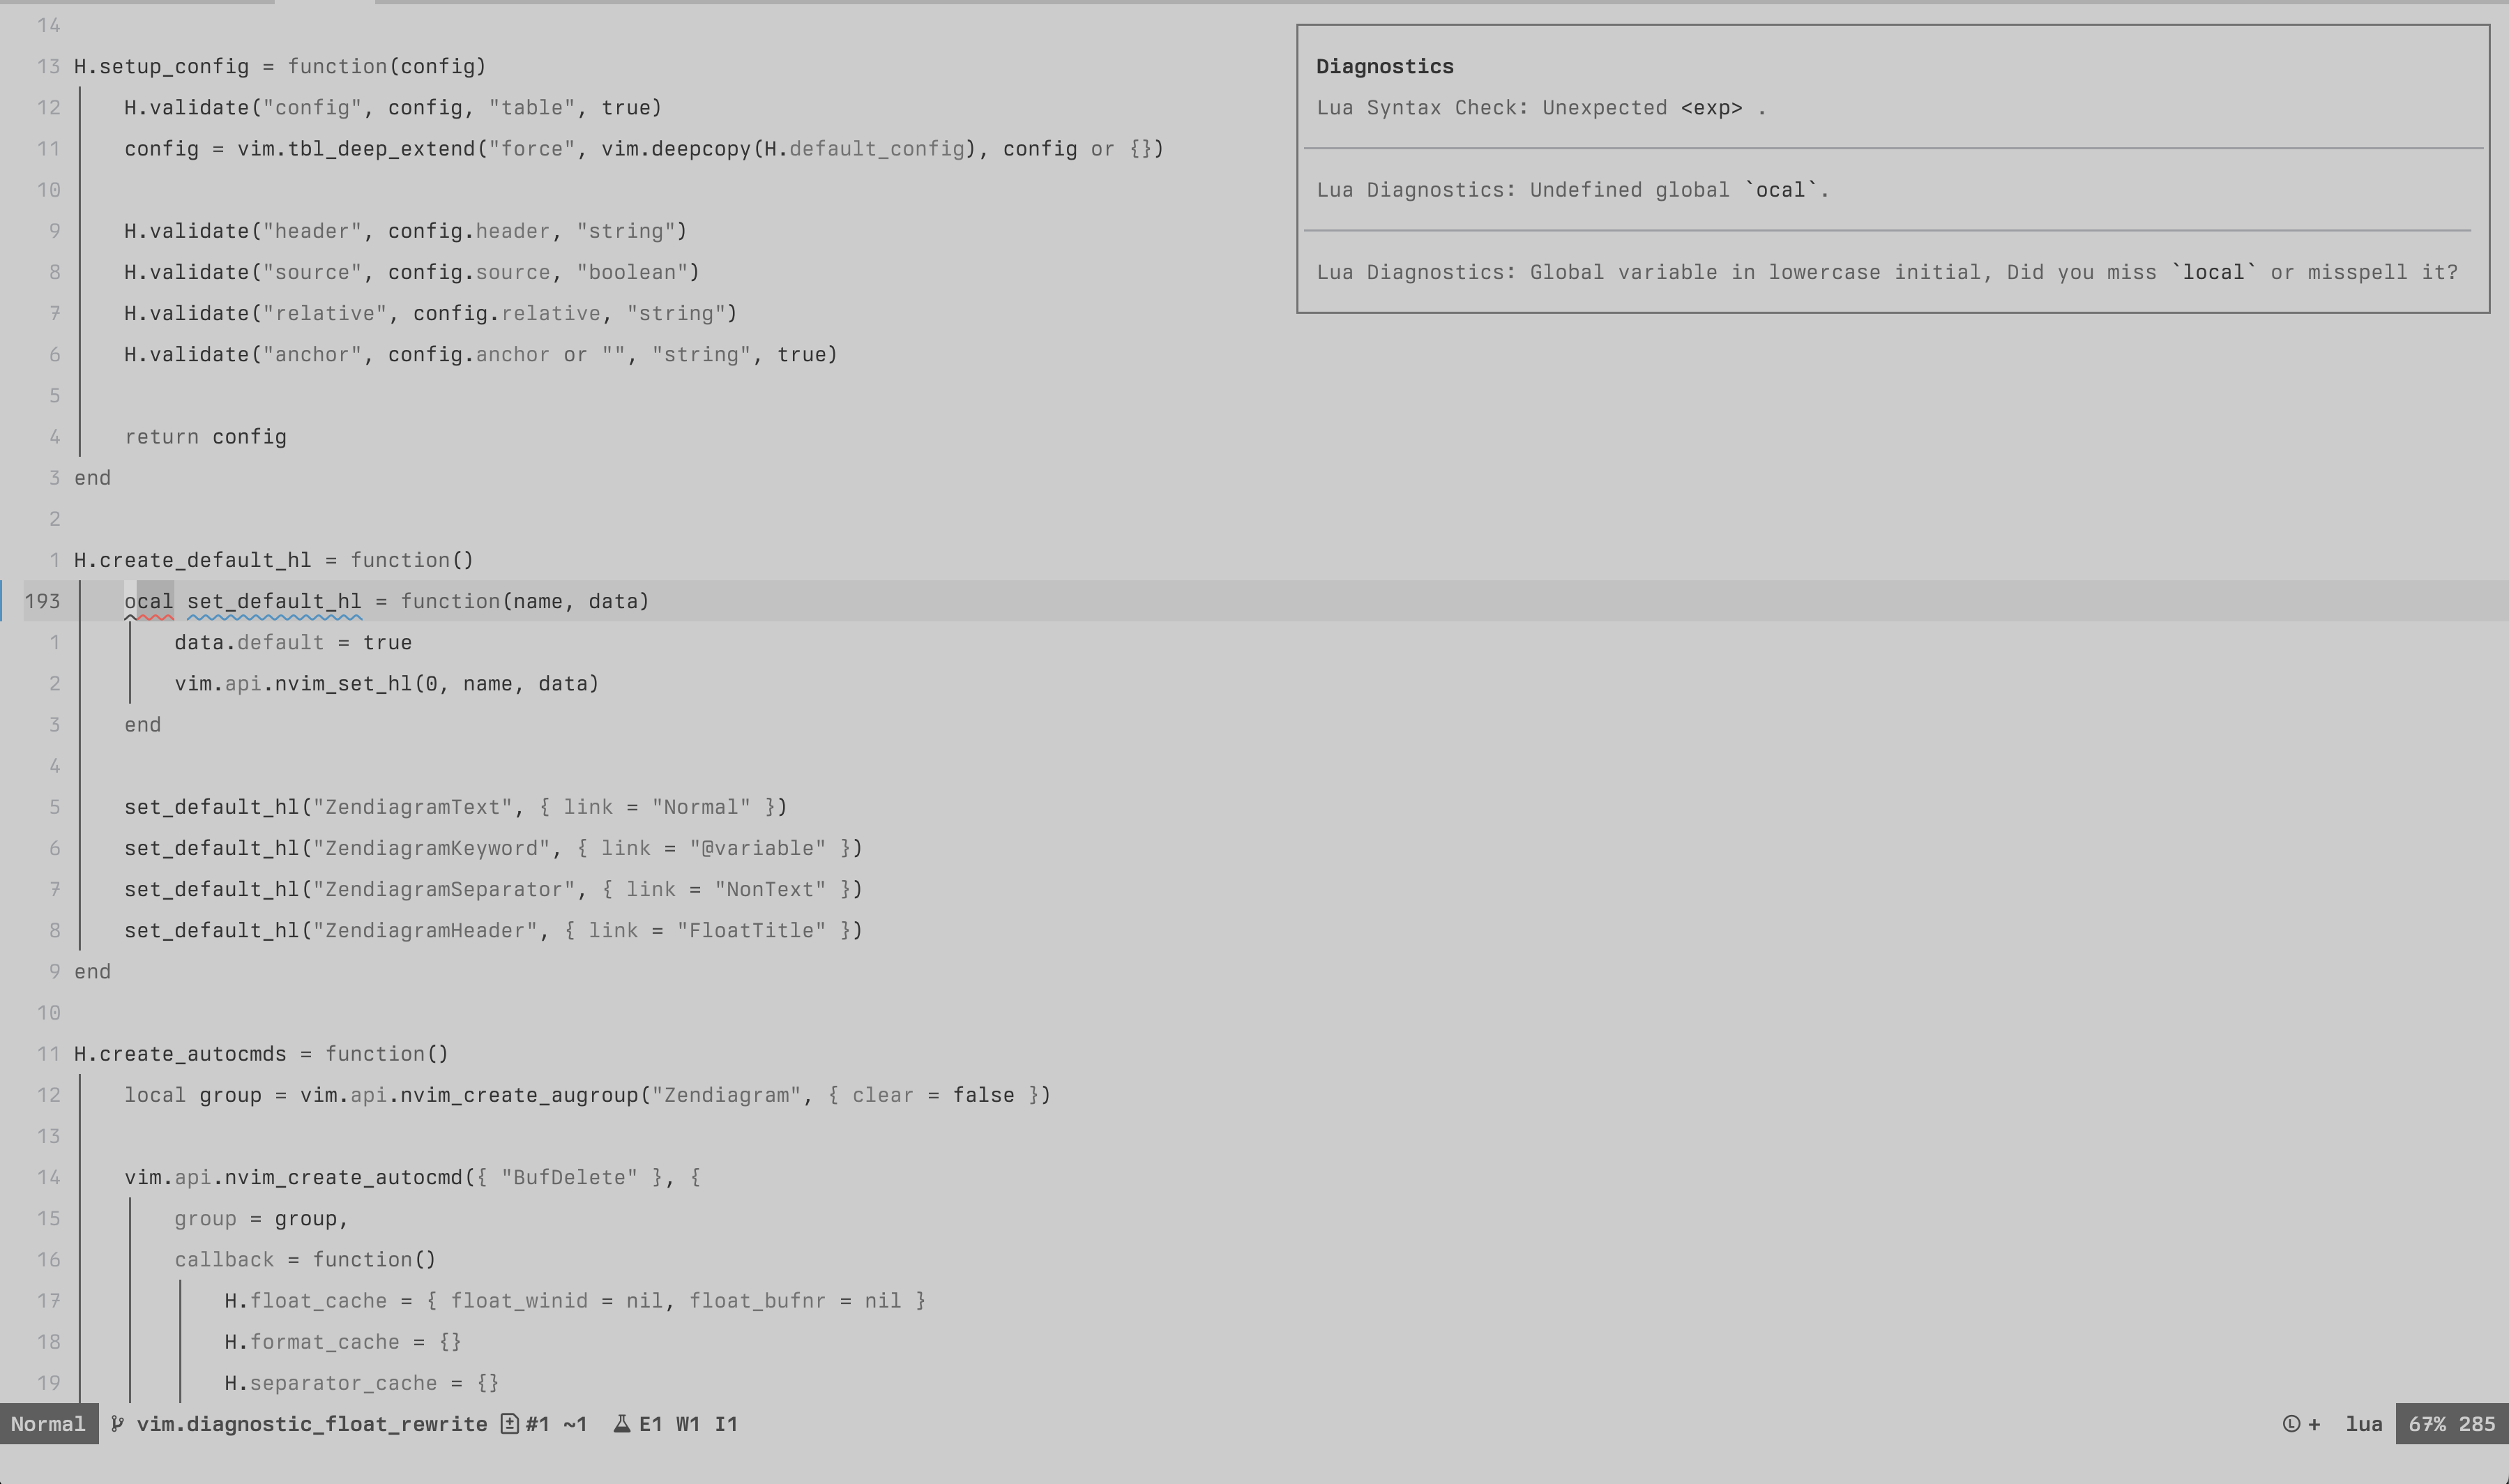 14
13 H.setup_config = function(config)
12     H.validate("config", config, "table", true)
11     config = vim.tbl_deep_extend("force", vim.deepcopy(H.default_config), config or {})
10
9     H.validate("header", config.header, "string")
8     H.validate("source", config.source, "boolean")
7     H.validate("relative", config.relative, "string")
6     H.validate("anchor", config.anchor or "", "string", true)
5
4     return config
3 end
2
1 H.create_default_hl = function()
193     ocal set_default_hl = function(name, data)
1         data.default = true
2         vim.api.nvim_set_hl(0, name, data)
3     end
4
5     set_default_hl("ZendiagramText", { link = "Normal" })
6     set_default_hl("ZendiagramKeyword", { link = "@variable" })
7     set_default_hl("ZendiagramSeparator", { link = "NonText" })
8     set_default_hl("ZendiagramHeader", { link = "FloatTitle" })
9 end
10
11 H.create_autocmds = function()
12     local group = vim.api.nvim_create_augroup("Zendiagram", { clear = false })
13
14     vim.api.nvim_create_autocmd({ "BufDelete" }, {
15         group = group,
16         callback = function()
17             H.float_cache = { float_winid = nil, float_bufnr = nil }
18             H.format_cache = {}
19             H.separator_cache = {}
Diagnostics
Lua Syntax Check: Unexpected <exp> .
Lua Diagnostics: Undefined global `ocal`.
Lua Diagnostics: Global variable in lowercase initial, Did you miss `local` or misspell it?
Normal vim.diagnostic_float_rewrite #1 ~1 E1 W1 I1 L + lua 67% 285